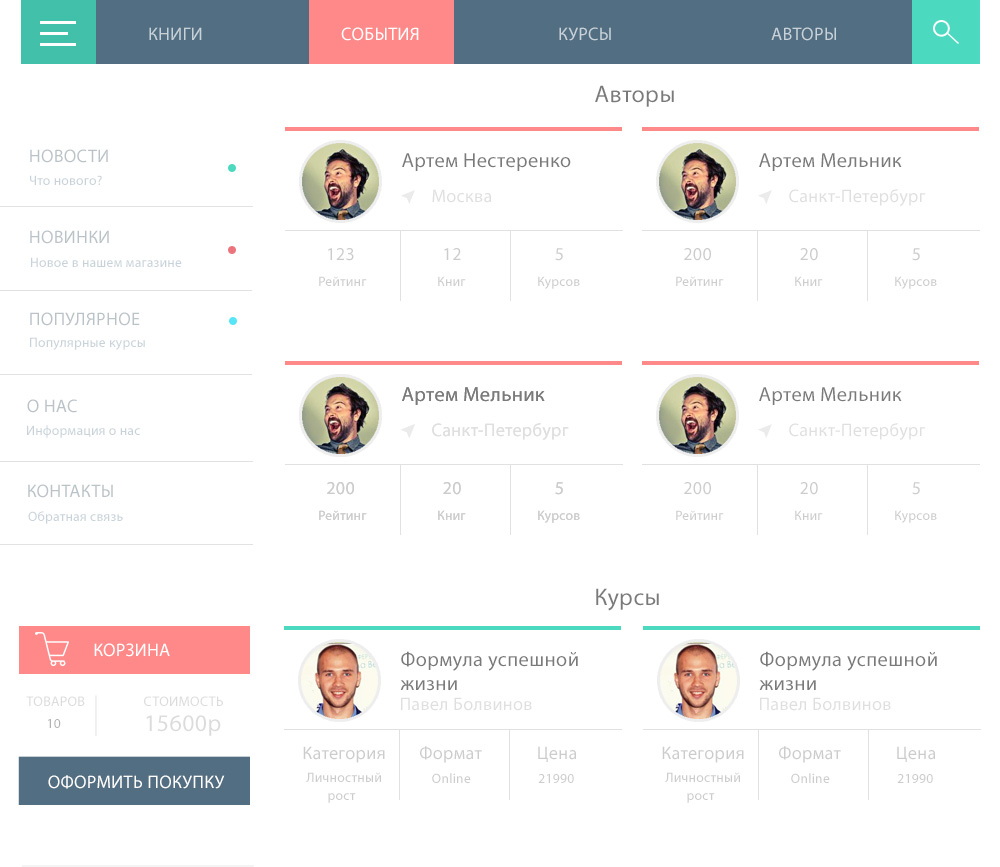 КНИГИ
СОБЫТИЯ
КУРСЫ
АВТОРЫ
НОВОСТИ
Что нового?
НОВИНКИ
Новое в нашем магазине
ПОПУЛЯРНОЕ
Популярные курсы
О НАС
Информация о нас
КОНТАКТЫ
Обратная связь
КОРЗИНА
ТОВАРОВ
10
СТОИМОСТЬ
15600р
ОФОРМИТЬ ПОКУПКУ
Авторы
Артем Нестеренко
Москва
123
Рейтинг
12
Книг
5
Курсов
Артем Мельник
Санкт-Петербург
200
Рейтинг
20
Книг
5
Курсов
Артем Мельник
Санкт-Петербург
200
Рейтинг
20
Книг
5
Курсов
Артем Мельник
Санкт-Петербург
200
Рейтинг
20
Книг
5
Курсов
Курсы
Формула успешной
жизни
Павел Болвинов
Категория
Личностный
рост
Формат
Online
Цена
21990
Формула успешной
жизни
Павел Болвинов
Категория
Личностный
рост
Формат
Online
Цена
21990